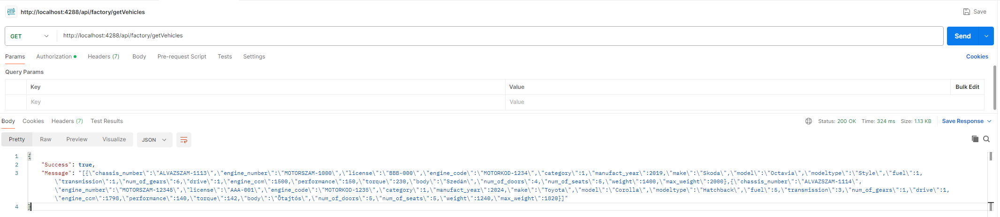 HTTP http://localhost:4288/api/factory/getVehicles Save
GET http://localhost:4288/api/factory/getVehicles Send
Params Authorization Headers (7) Body Pre-request Script Tests Settings Cookies
Query Params
Key Value Bulk Edit
Key Value
Body Cookies Headers (7) Test Results Status: 200 OK Time: 324 ms Size: 1.13 KB Save Response
Pretty Raw Preview Visualize JSON
1 {
2 "Success": true,
3 "Message": "[{\"chassis_number\":\"ALVAZSZAM-1113\",\"engine_number\":\"MOTORSZAM-1000\",\"license\":\"BBB-000\",\"engine_code\":\"MOTORKOD-1234\",\"category\":1,\"manufact_year\":2019,\"make\":\"Skoda\",\"model\":\"Octavia\",\"modeltype\":\"Style\",\"fuel\":1,
\"transmission\":1,\"num_of_gears\":6,\"drive\":1,\"engine_ccm\":1500,\"performance\":150,\"torque\":230,\"body\":\"Szedán\",\"num_of_doors\":4,\"num_of_seats\":5,\"weight\":1400,\"max_weight\":2000},{\"chassis_number\":\"ALVAZSZAM-1114\",
\"engine_number\":\"MOTORSZAM-12345\",\"license\":\"AAA-001\",\"engine_code\":\"MOTORKOD-1235\",\"category\":1,\"manufact_year\":2024,\"make\":\"Toyota\",\"model\":\"Corolla\",\"modeltype\":\"Hatchback\",\"fuel\":5,\"transmission\":3,\"num_of_gears\":1,\"drive\":1,
\"engine_ccm\":1798,\"performance\":140,\"torque\":142,\"body\":\"Ötajtós\",\"num_of_doors\":5,\"num_of_seats\":5,\"weight\":1240,\"max_weight\":1820}]"
4 }